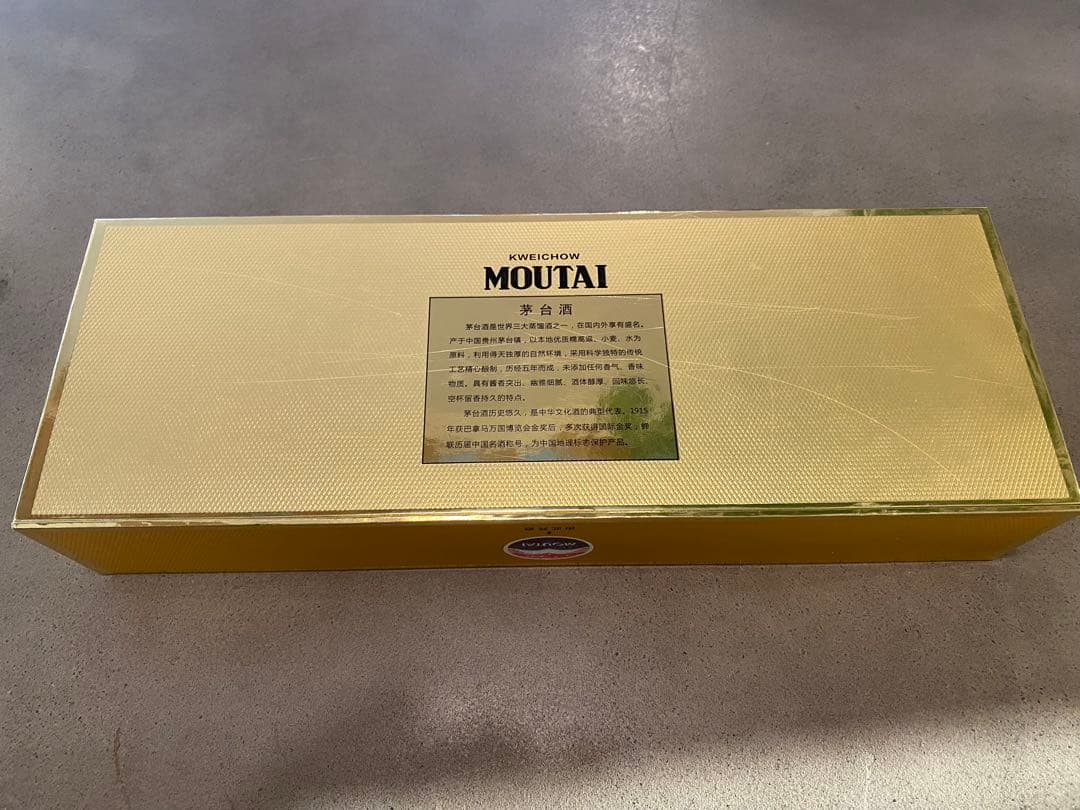 KWEICHOW
MOUTAI
茅台酒
茅台酒是世界三大蒸馏酒之一，在国内外享有盛名。
产于中国贵州茅台镇，以本地优质糯高粱、小麦、水为
原料，利用得天独厚的自然环境，采用科学独特的传统
工艺精心酿制，历经五年而成，未添加任何香气、香味
物质。具有酱香突出、幽雅细腻、酒体醇厚、回味悠长、
空杯留香持久的特点。
茅台酒历史悠久，是中华文化酒的典型代表。1915
年获巴拿马万国博览会金奖后，多次获得国际金奖，蝉
联历届中国名酒称号，为中国地理标志保护产品。
MOUTAI